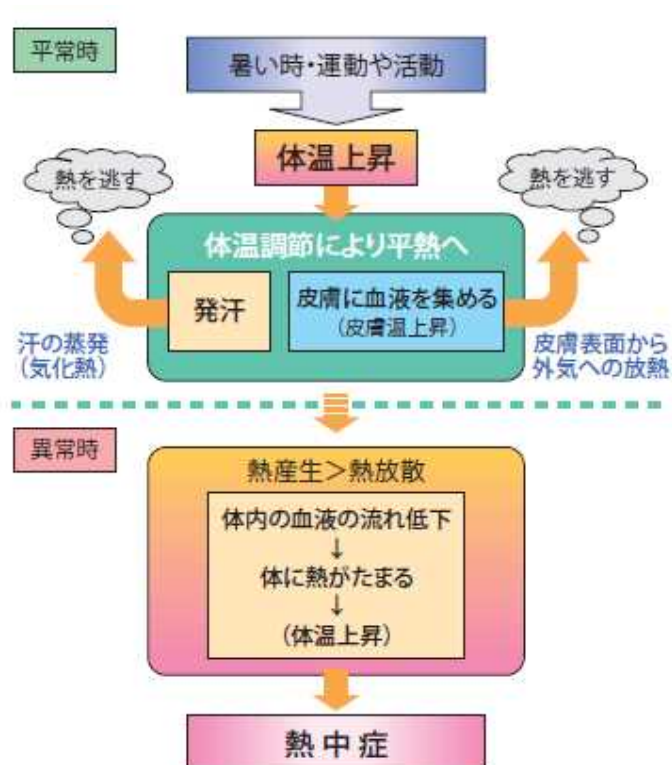 平常時
暑い時・運動や活動
体温上昇
熱を逃す
熱を逃す
体温調節により平熱へ
発汗
皮膚に血液を集める
（皮膚温上昇）
汗の蒸発
（気化熱）
皮膚表面から
外気への放熱
異常時
熱産生＞熱放散
体内の血液の流れ低下
↓
体に熱がたまる
↓
（体温上昇）
熱中症